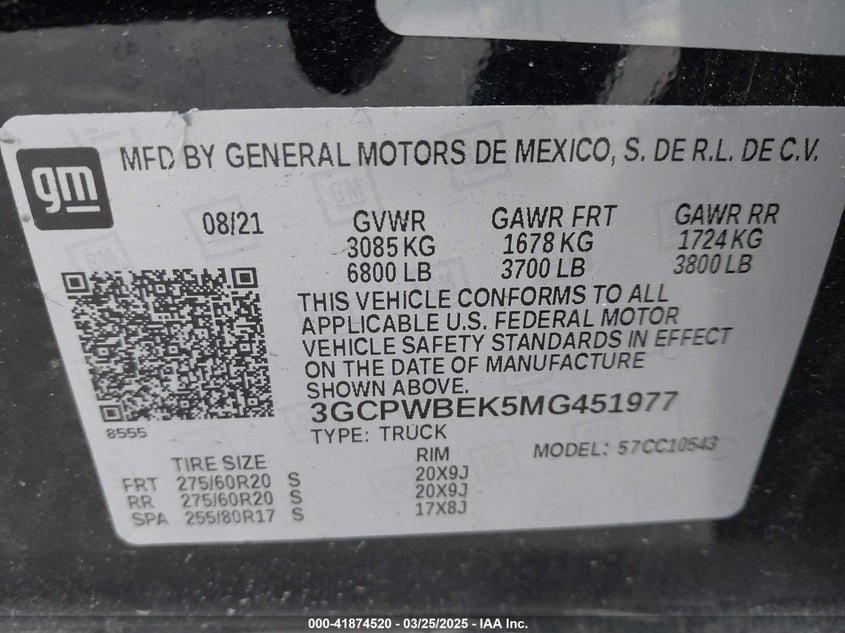 gm
MFD BY GENERAL MOTORS DE MEXICO, S. DE R.L. DE C.V.
08/21 GVWR GAWR FRT GAWR RR
3085 KG 1678 KG 1724 KG
6800 LB 3700 LB 3800 LB
THIS VEHICLE CONFORMS TO ALL
APPLICABLE U.S. FEDERAL MOTOR
VEHICLE SAFETY STANDARDS IN EFFECT
ON THE DATE OF MANUFACTURE
SHOWN ABOVE.
3GCPWBEK5MG451977
8555
TYPE: TRUCK
MODEL: 57CC10543
TIRE SIZE RIM
FRT 275/60R20 S 20X9J
RR 275/60R20 S 20X9J
SPA 255/80R17 S 17X8J
000-41874520 — 03/25/2025 — IAA Inc.